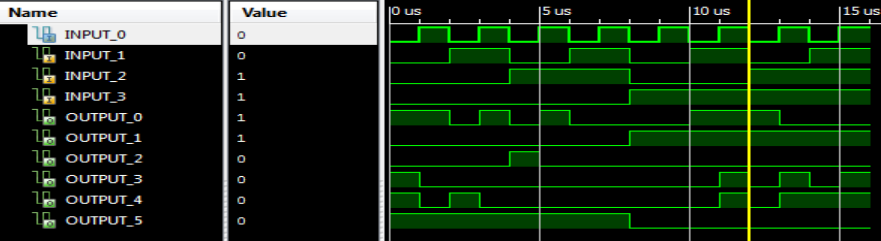 Name Value 0 us 5 us 10 us 15 us
INPUT_0 0
INPUT_1 0
INPUT_2 1
INPUT_3 1
OUTPUT_0 1
OUTPUT_1 1
OUTPUT_2 0
OUTPUT_3 0
OUTPUT_4 0
OUTPUT_5 0